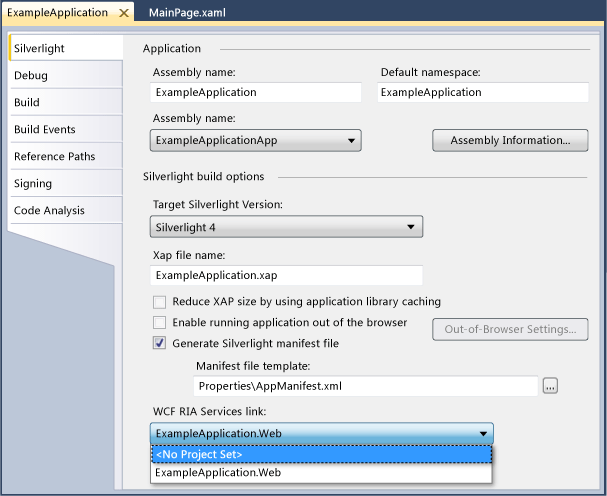 ExampleApplication X MainPage.xaml
Silverlight
Debug
Build
Build Events
Reference Paths
Signing
Code Analysis
Application
Assembly name: Default namespace:
ExampleApplication ExampleApplication
Assembly name:
ExampleApplicationApp Assembly Information...
Silverlight build options
Target Silverlight Version:
Silverlight 4
Xap file name:
ExampleApplication.xap
Reduce XAP size by using application library caching
Enable running application out of the browser
Out-of-Browser Settings...
Generate Silverlight manifest file
Manifest file template:
Properties\AppManifest.xml ...
WCF RIA Services link:
ExampleApplication.Web
<No Project Set>
ExampleApplication.Web